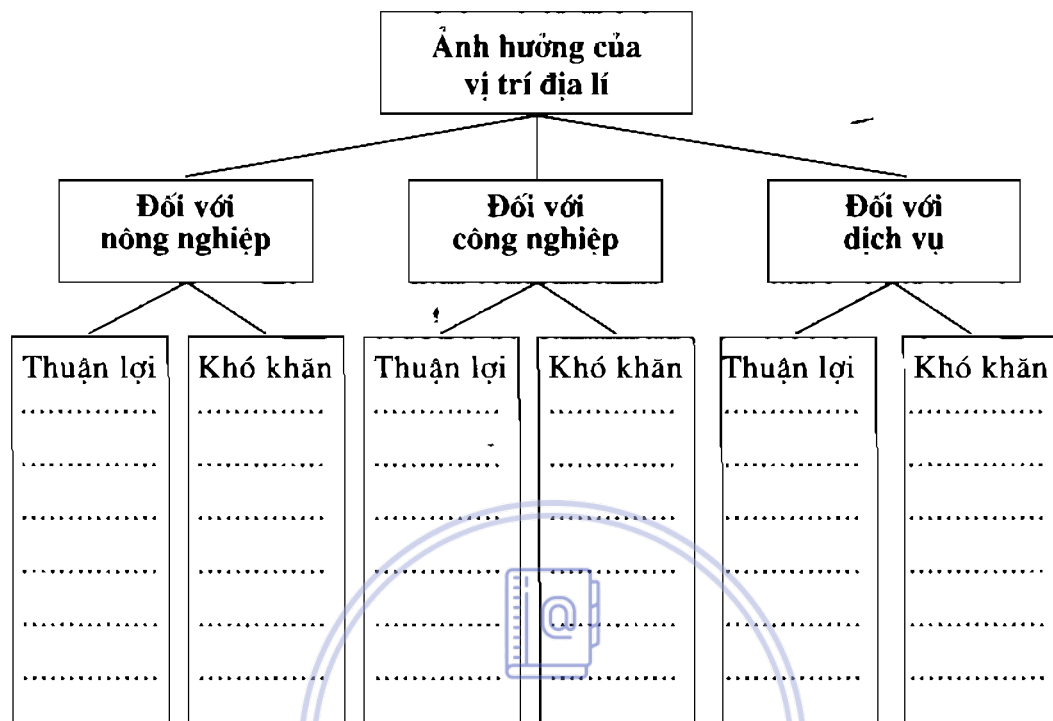 Ảnh hưởng của
vị trí địa lí
Đối với
nông nghiệp
Đối với
công nghiệp
Đối với
dịch vụ
Thuận lợi
Khó khăn
Thuận lợi
Khó khăn
Thuận lợi
Khó khăn
@